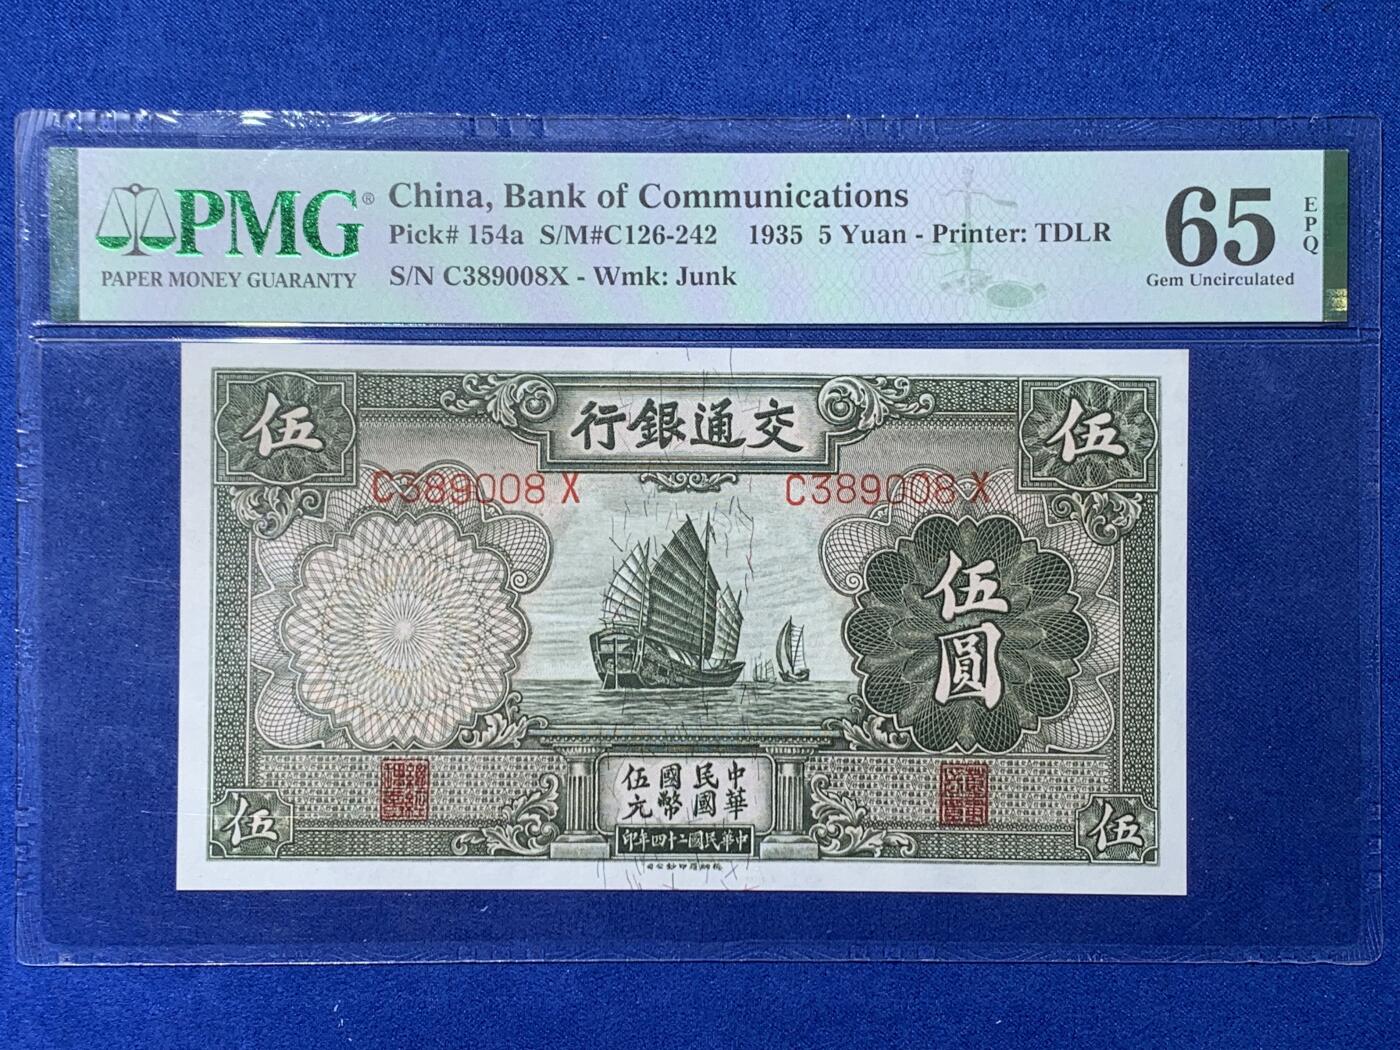 PMG®
PAPER MONEY GUARANTY
China, Bank of Communications
Pick# 154a S/M#C126-242 1935 5 Yuan - Printer: TDLR
S/N C389008X - Wmk: Junk
65
EPQ
Gem Uncirculated
伍
行銀通交
伍
C389008 X
C389008 X
伍圓
中華民國國幣伍元
印年四十二國民華中
伍
伍